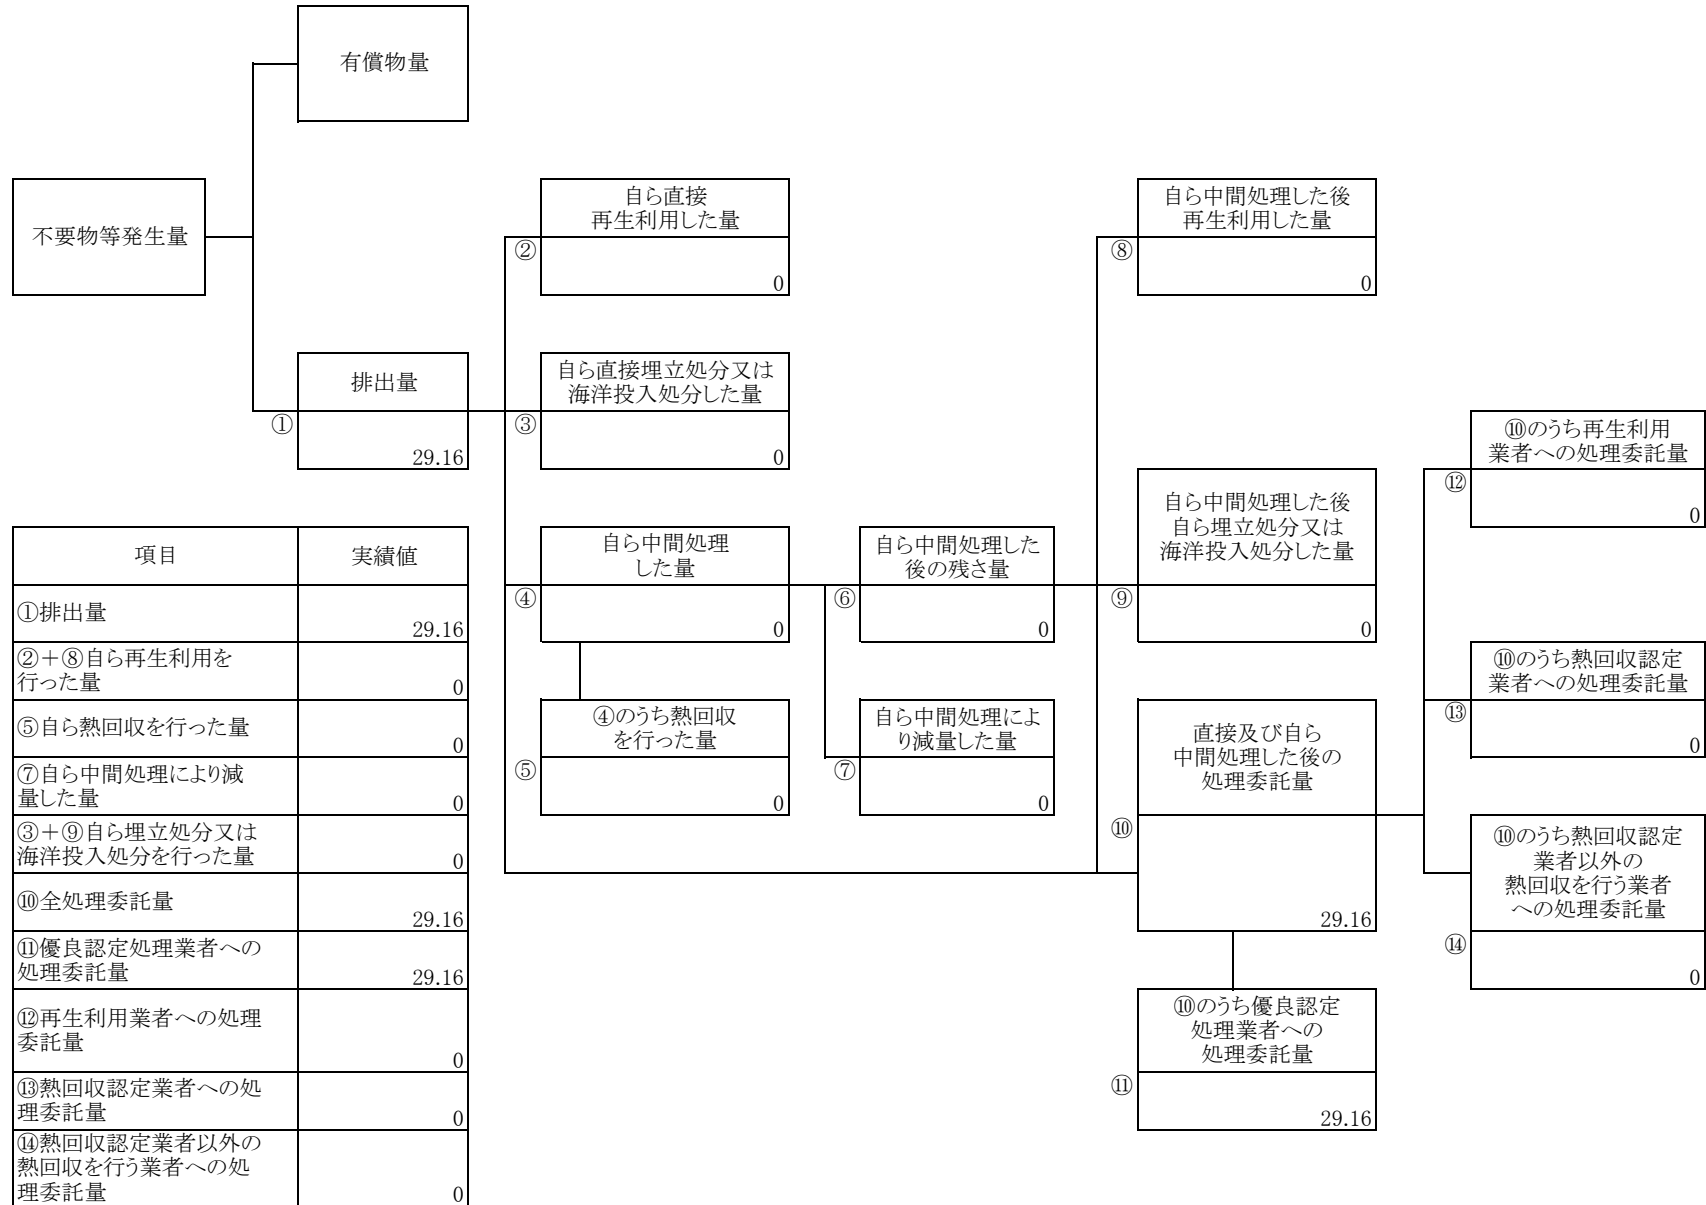 有償物量
不要物等発生量
自ら直接
再生利用した量
②
0
自ら中間処理した後
再生利用した量
⑧
0
排出量
①
29.16
自ら直接埋立処分又は
海洋投入処分した量
③
0
⑩のうち再生利用
業者への処理委託量
⑫
0
自ら中間処理
した量
④
0
自ら中間処理した
後の残さ量
⑥
0
自ら中間処理した後
自ら埋立処分又は
海洋投入処分した量
⑨
0
⑩のうち熱回収認定
業者への処理委託量
⑬
0
④のうち熱回収
を行った量
⑤
0
自ら中間処理によ
り減量した量
⑦
0
直接及び自ら
中間処理した後の
処理委託量
⑩
29.16
⑩のうち熱回収認定
業者以外の
熱回収を行う業者
への処理委託量
⑭
0
⑩のうち優良認定
処理業者への
処理委託量
⑪
29.16
項目 実績値
①排出量
29.16
②＋⑧自ら再生利用を
行った量
0
⑤自ら熱回収を行った量
0
⑦自ら中間処理により減
量した量
0
③＋⑨自ら埋立処分又は
海洋投入処分を行った量
0
⑩全処理委託量
29.16
⑪優良認定処理業者への
処理委託量
29.16
⑫再生利用業者への処理
委託量
0
⑬熱回収認定業者への処
理委託量
0
⑭熱回収認定業者以外の
熱回収を行う業者への処
理委託量
0